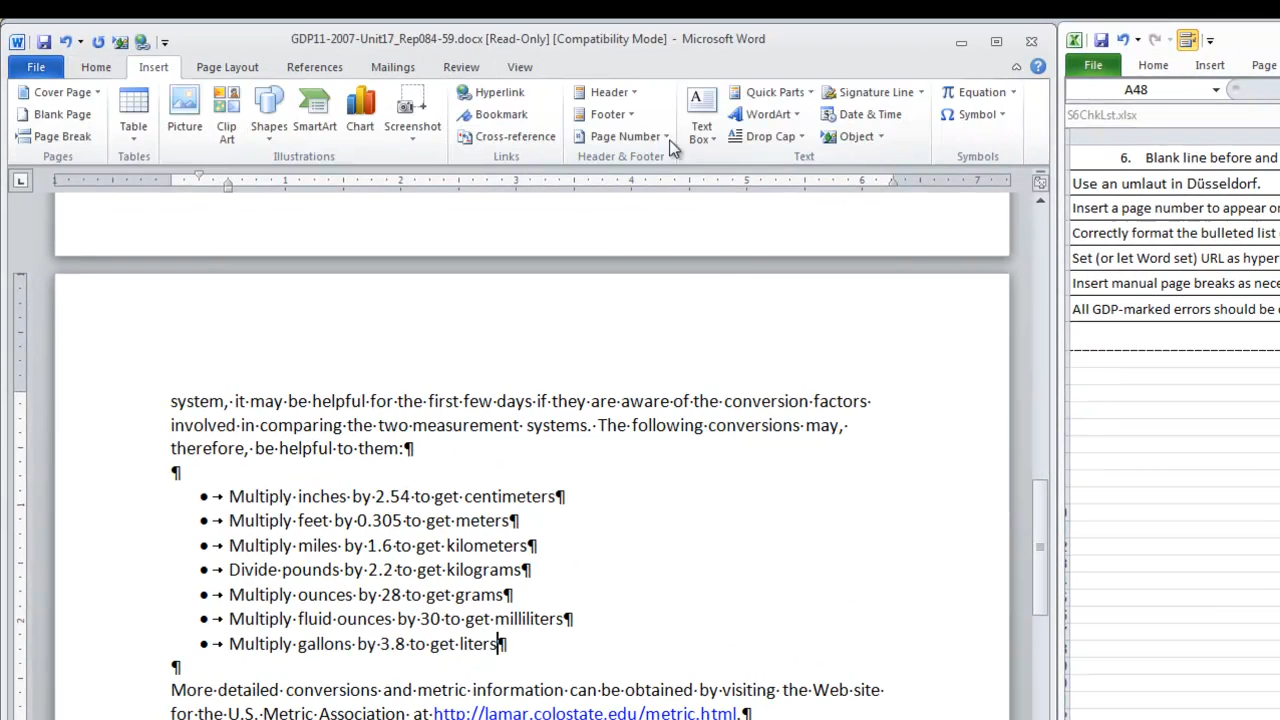 GDP11-2007-Unit17_Rep084-59.docx [Read-Only] [Compatibility Mode] - Microsoft Word
File Home Insert Page Layout References Mailings Review View
File Home Insert Page
Cover Page
Blank Page
Page Break
Pages
Table
Tables
Picture
Clip Art
Shapes
SmartArt
Chart
Screenshot
Illustrations
Hyperlink
Bookmark
Cross-reference
Links
Header
Footer
Page Number
Header & Footer
Text Box
Quick Parts
WordArt
Drop Cap
Signature Line
Date & Time
Object
Text
Equation
Symbol
Symbols
A48
S6ChkLst.xlsx
1 2 3 4 5 6 7
6. Blank line before and
Use an umlaut in Düsseldorf.
Insert a page number to appear o
Correctly format the bulleted list
Set (or let Word set) URL as hyper
Insert manual page breaks as nece
All GDP-marked errors should be
system, it may be helpful for the first few days if they are aware of the conversion factors
involved in comparing the two measurement systems. The following conversions may,
therefore, be helpful to them:¶
¶
• → Multiply inches by 2.54 to get centimeters¶
• → Multiply feet by 0.305 to get meters¶
• → Multiply miles by 1.6 to get kilometers¶
• → Divide pounds by 2.2 to get kilograms¶
• → Multiply ounces by 28 to get grams¶
• → Multiply fluid ounces by 30 to get milliliters¶
• → Multiply gallons by 3.8 to get liters¶
¶
More detailed conversions and metric information can be obtained by visiting the Web site
for the U.S. Metric Association at http://lamar.colostate.edu/metric.html.¶